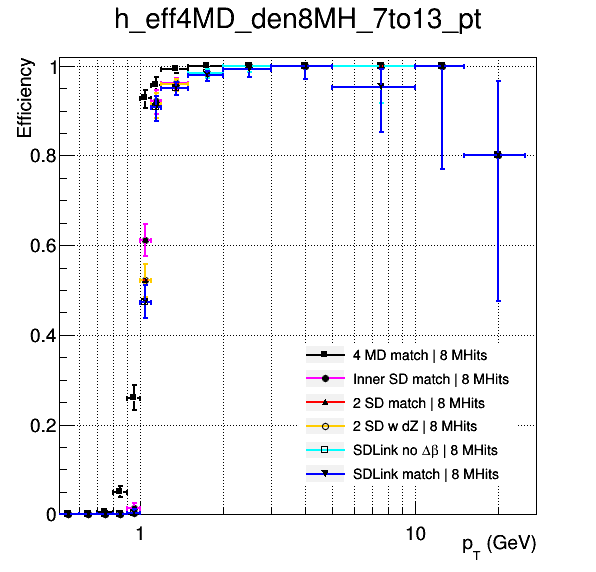 h_eff4MD_den8MH_7to13_pt
Efficiency
1
0.8
0.6
0.4
0.2
0
4 MD match | 8 MHits
Inner SD match | 8 MHits
2 SD match | 8 MHits
2 SD w dZ | 8 MHits
SDLink no Δβ | 8 MHits
SDLink match | 8 MHits
1
10
p_T (GeV)